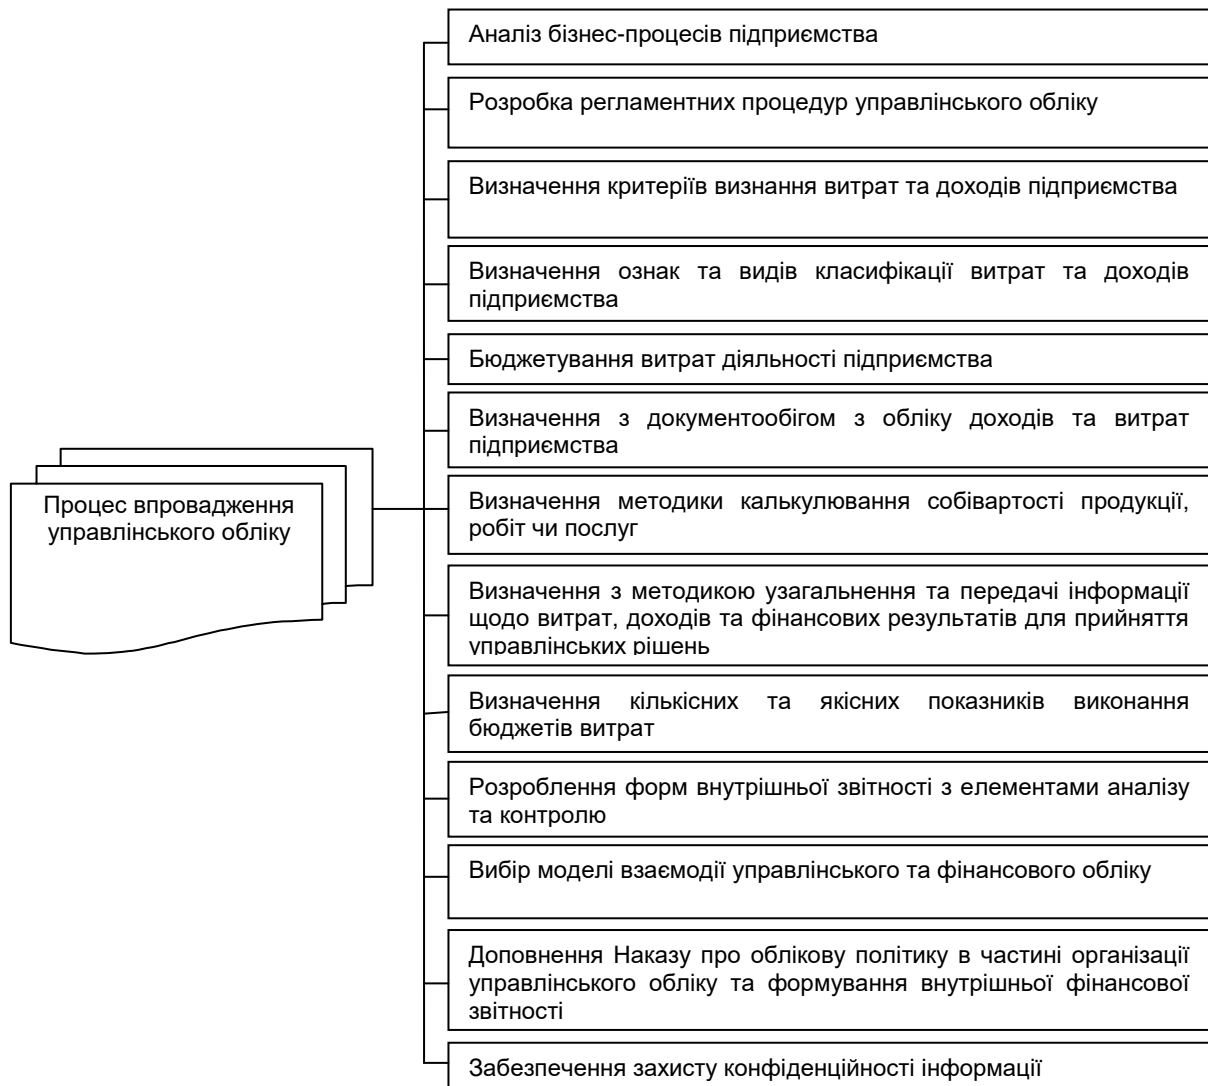 Аналіз бізнес-процесів підприємства
Розробка регламентних процедур управлінського обліку
Визначення критеріїв визнання витрат та доходів підприємства
Визначення ознак та видів класифікації витрат та доходів
підприємства
Бюджетування витрат діяльності підприємства
Визначення з документообігом з обліку доходів та витрат
підприємства
Процес впровадження
управлінського обліку
Визначення методики калькулювання собівартості продукції,
робіт чи послуг
Визначення з методикою узагальнення та передачі інформації
щодо витрат, доходів та фінансових результатів для прийняття
управлінських рішень
Визначення кількісних та якісних показників виконання
бюджетів витрат
Розроблення форм внутрішньої звітності з елементами аналізу
та контролю
Вибір моделі взаємодії управлінського та фінансового обліку
Доповнення Наказу про облікову політику в частині організації
управлінського обліку та формування внутрішньої фінансової
звітності
Забезпечення захисту конфіденційності інформації